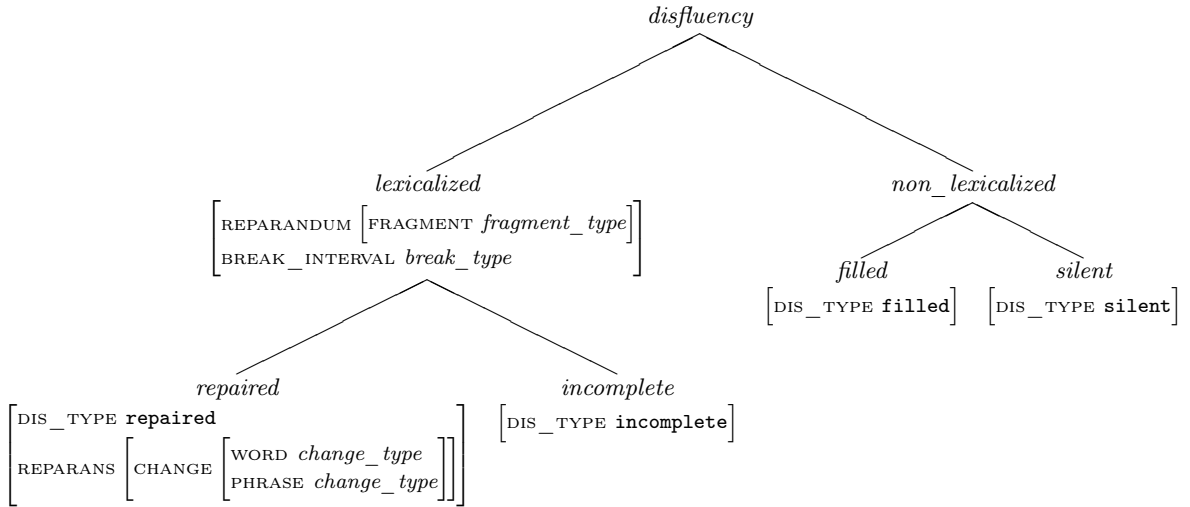 disfluency
lexicalized
[REPARANDUM [FRAGMENT fragment_type]
BREAK_INTERVAL break_type]
non_lexicalized
filled
[DIS_TYPE filled]
silent
[DIS_TYPE silent]
repaired
[DIS_TYPE repaired
REPARANS [CHANGE [WORD change_type
PHRASE change_type]]]
incomplete
[DIS_TYPE incomplete]